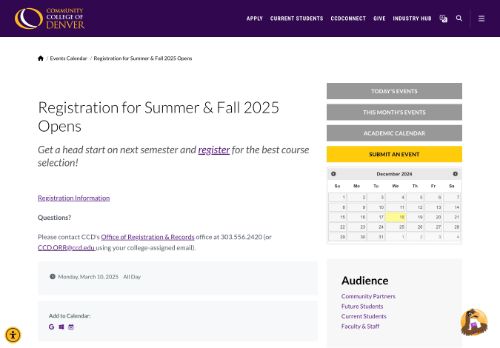 COMMUNITY
COLLEGE OF
DENVER
APPLY CURRENT STUDENTS CCDCONNECT GIVE INDUSTRY HUB
/ Events Calendar / Registration for Summer & Fall 2025 Opens
Registration for Summer & Fall 2025
Opens
Get a head start on next semester and register for the best course
selection!
Registration Information
Questions?
Please contact CCD's Office of Registration & Records office at 303.556.2420 (or
CCD.ORR@ccd.edu using your college-assigned email).
Monday, March 10, 2025 All Day
Add to Calendar:
TODAY'S EVENTS
THIS MONTH'S EVENTS
ACADEMIC CALENDAR
SUBMIT AN EVENT
December 2024
Su Mo Tu We Th Fr Sa
1 2 3 4 5 6 7
8 9 10 11 12 13 14
15 16 17 18 19 20 21
22 23 24 25 26 27 28
29 30 31 1 2 3 4
Audience
Community Partners
Future Students
Current Students
Faculty & Staff